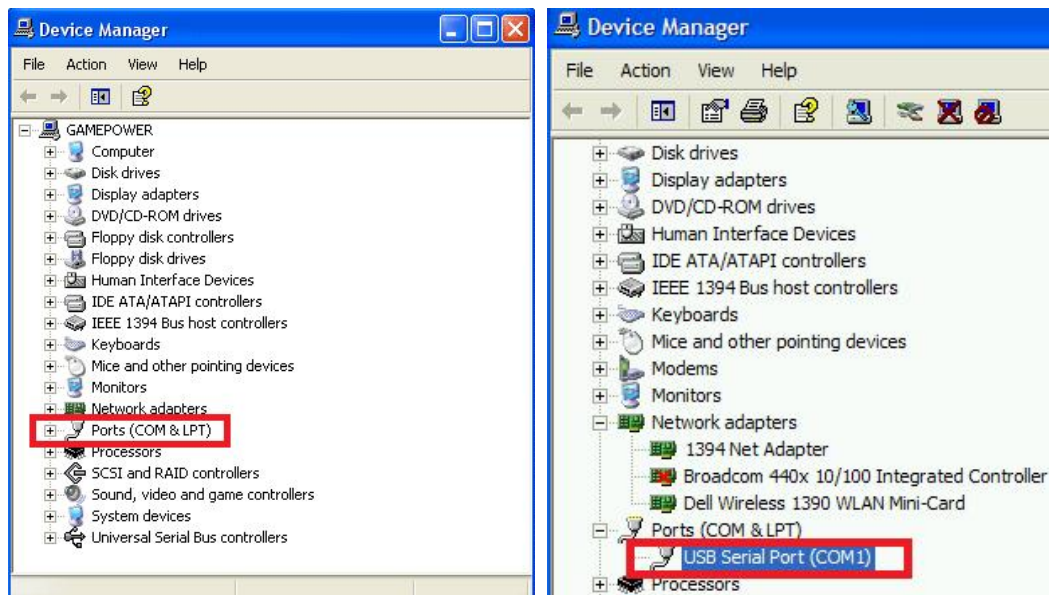 Device Manager
File Action View Help
GAMEPOWER
Computer
Disk drives
Display adapters
DVD/CD-ROM drives
Floppy disk controllers
Floppy disk drives
Human Interface Devices
IDE ATA/ATAPI controllers
IEEE 1394 Bus host controllers
Keyboards
Mice and other pointing devices
Monitors
Network adapters
Ports (COM & LPT)
Processors
SCSI and RAID controllers
Sound, video and game controllers
System devices
Universal Serial Bus controllers
Device Manager
File Action View Help
Disk drives
Display adapters
DVD/CD-ROM drives
Human Interface Devices
IDE ATA/ATAPI controllers
IEEE 1394 Bus host controllers
Keyboards
Mice and other pointing devices
Modems
Monitors
Network adapters
1394 Net Adapter
Broadcom 440x 10/100 Integrated Controller
Dell Wireless 1390 WLAN Mini-Card
Ports (COM & LPT)
USB Serial Port (COM1)
Processors